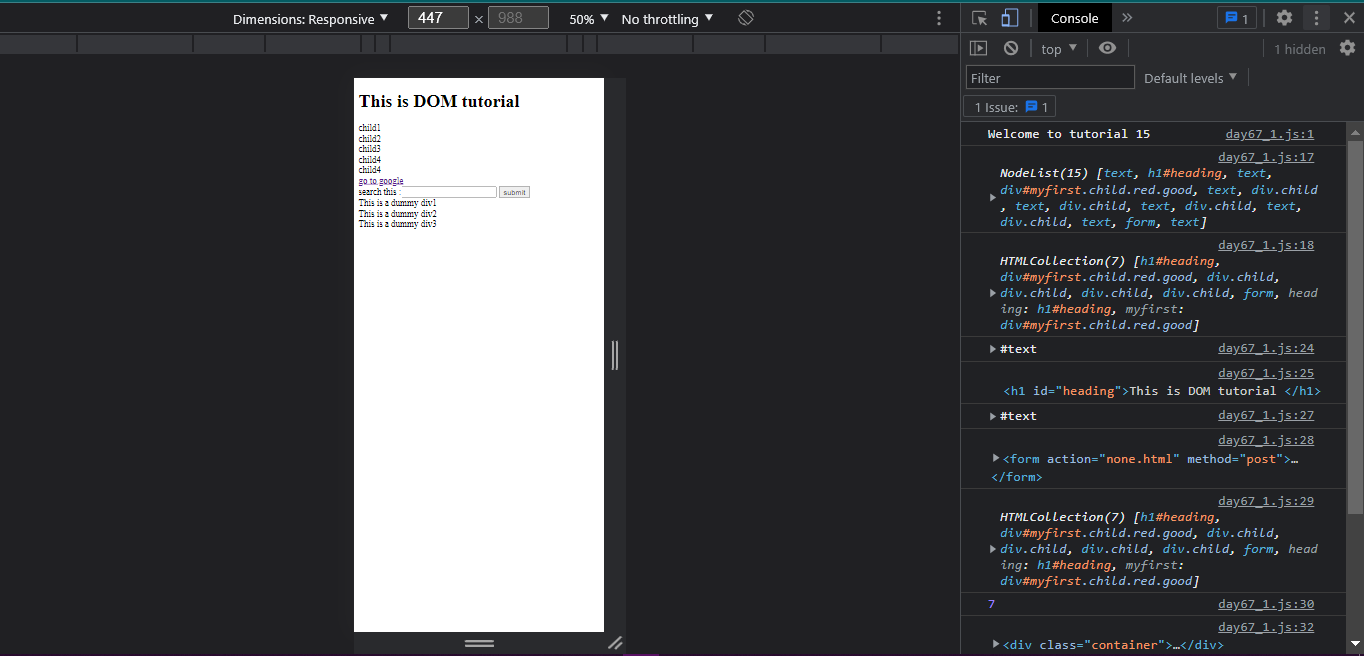 Dimensions: Responsive ▼ 447 × 988 50% ▼ No throttling ▼
Console » 1
top ▼ 1 hidden
Filter Default levels ▼
1 Issue: 1
This is DOM tutorial
child1
child2
child3
child4
child4
go to google
search this : submit
This is a dummy div1
This is a dummy div2
This is a dummy div3
Welcome to tutorial 15 day67_1.js:1
day67_1.js:17
NodeList(15) [text, h1#heading, text,
div#myfirst.child.red.good, text, div.child
, text, div.child, text, div.child, text,
div.child, text, form, text]
day67_1.js:18
HTMLCollection(7) [h1#heading,
div#myfirst.child.red.good, div.child,
div.child, div.child, div.child, form, head
ing: h1#heading, myfirst:
div#myfirst.child.red.good]
#text day67_1.js:24
day67_1.js:25
<h1 id="heading">This is DOM tutorial </h1>
#text day67_1.js:27
day67_1.js:28
<form action="none.html" method="post">…
</form>
day67_1.js:29
HTMLCollection(7) [h1#heading,
div#myfirst.child.red.good, div.child,
div.child, div.child, div.child, form, head
ing: h1#heading, myfirst:
div#myfirst.child.red.good]
7 day67_1.js:30
day67_1.js:32
<div class="container">…</div>